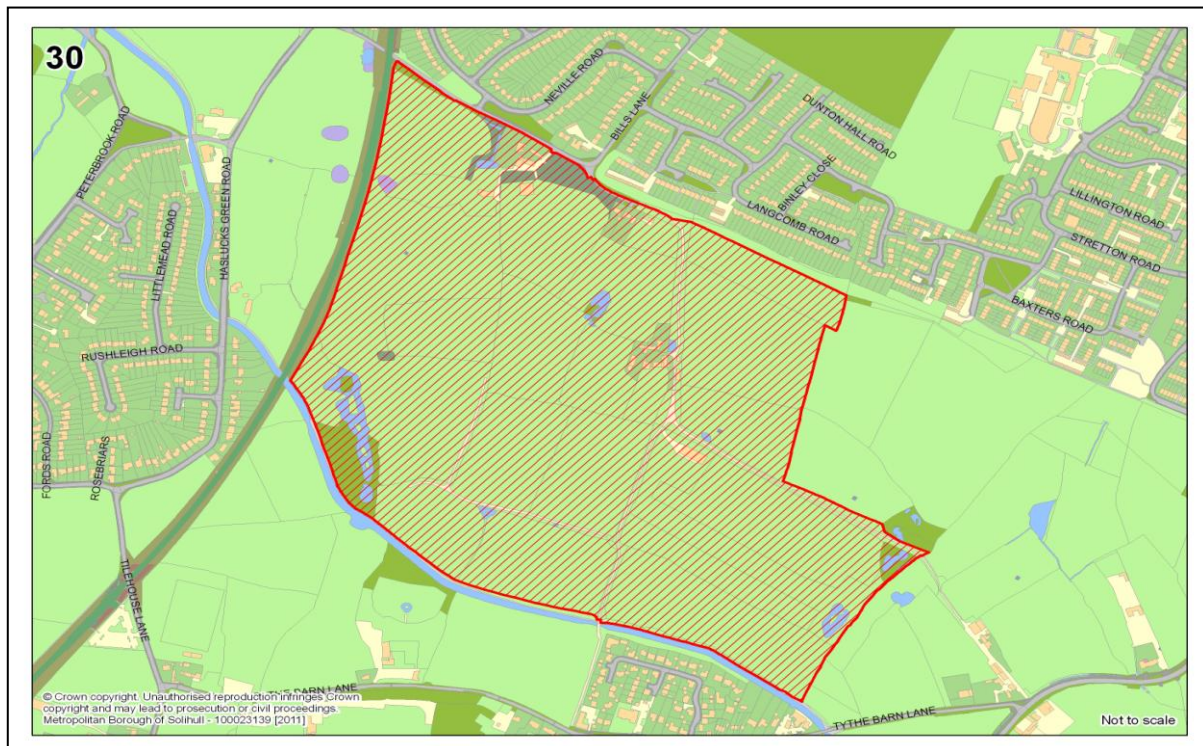 30
NEVILLE ROAD
BILLS LANE
DUNTON HALL ROAD
PETERBROOK ROAD
BINLEY CLOSE
LILLINGTON ROAD
LITTLEMEAD ROAD
HASLUCKS GREEN ROAD
LANGCOMB ROAD
STRETTON ROAD
BAXTERS ROAD
RUSHLEIGH ROAD
FORDS ROAD
ROSEBRIARS
TILEHOUSE LANE
THE BARN LANE
© Crown copyright. Unauthorised reproduction infringes Crown
copyright and may lead to prosecution or civil proceedings.
Metropolitan Borough of Solihull - 100023139 [2011]
TYTHE BARN LANE
Not to scale